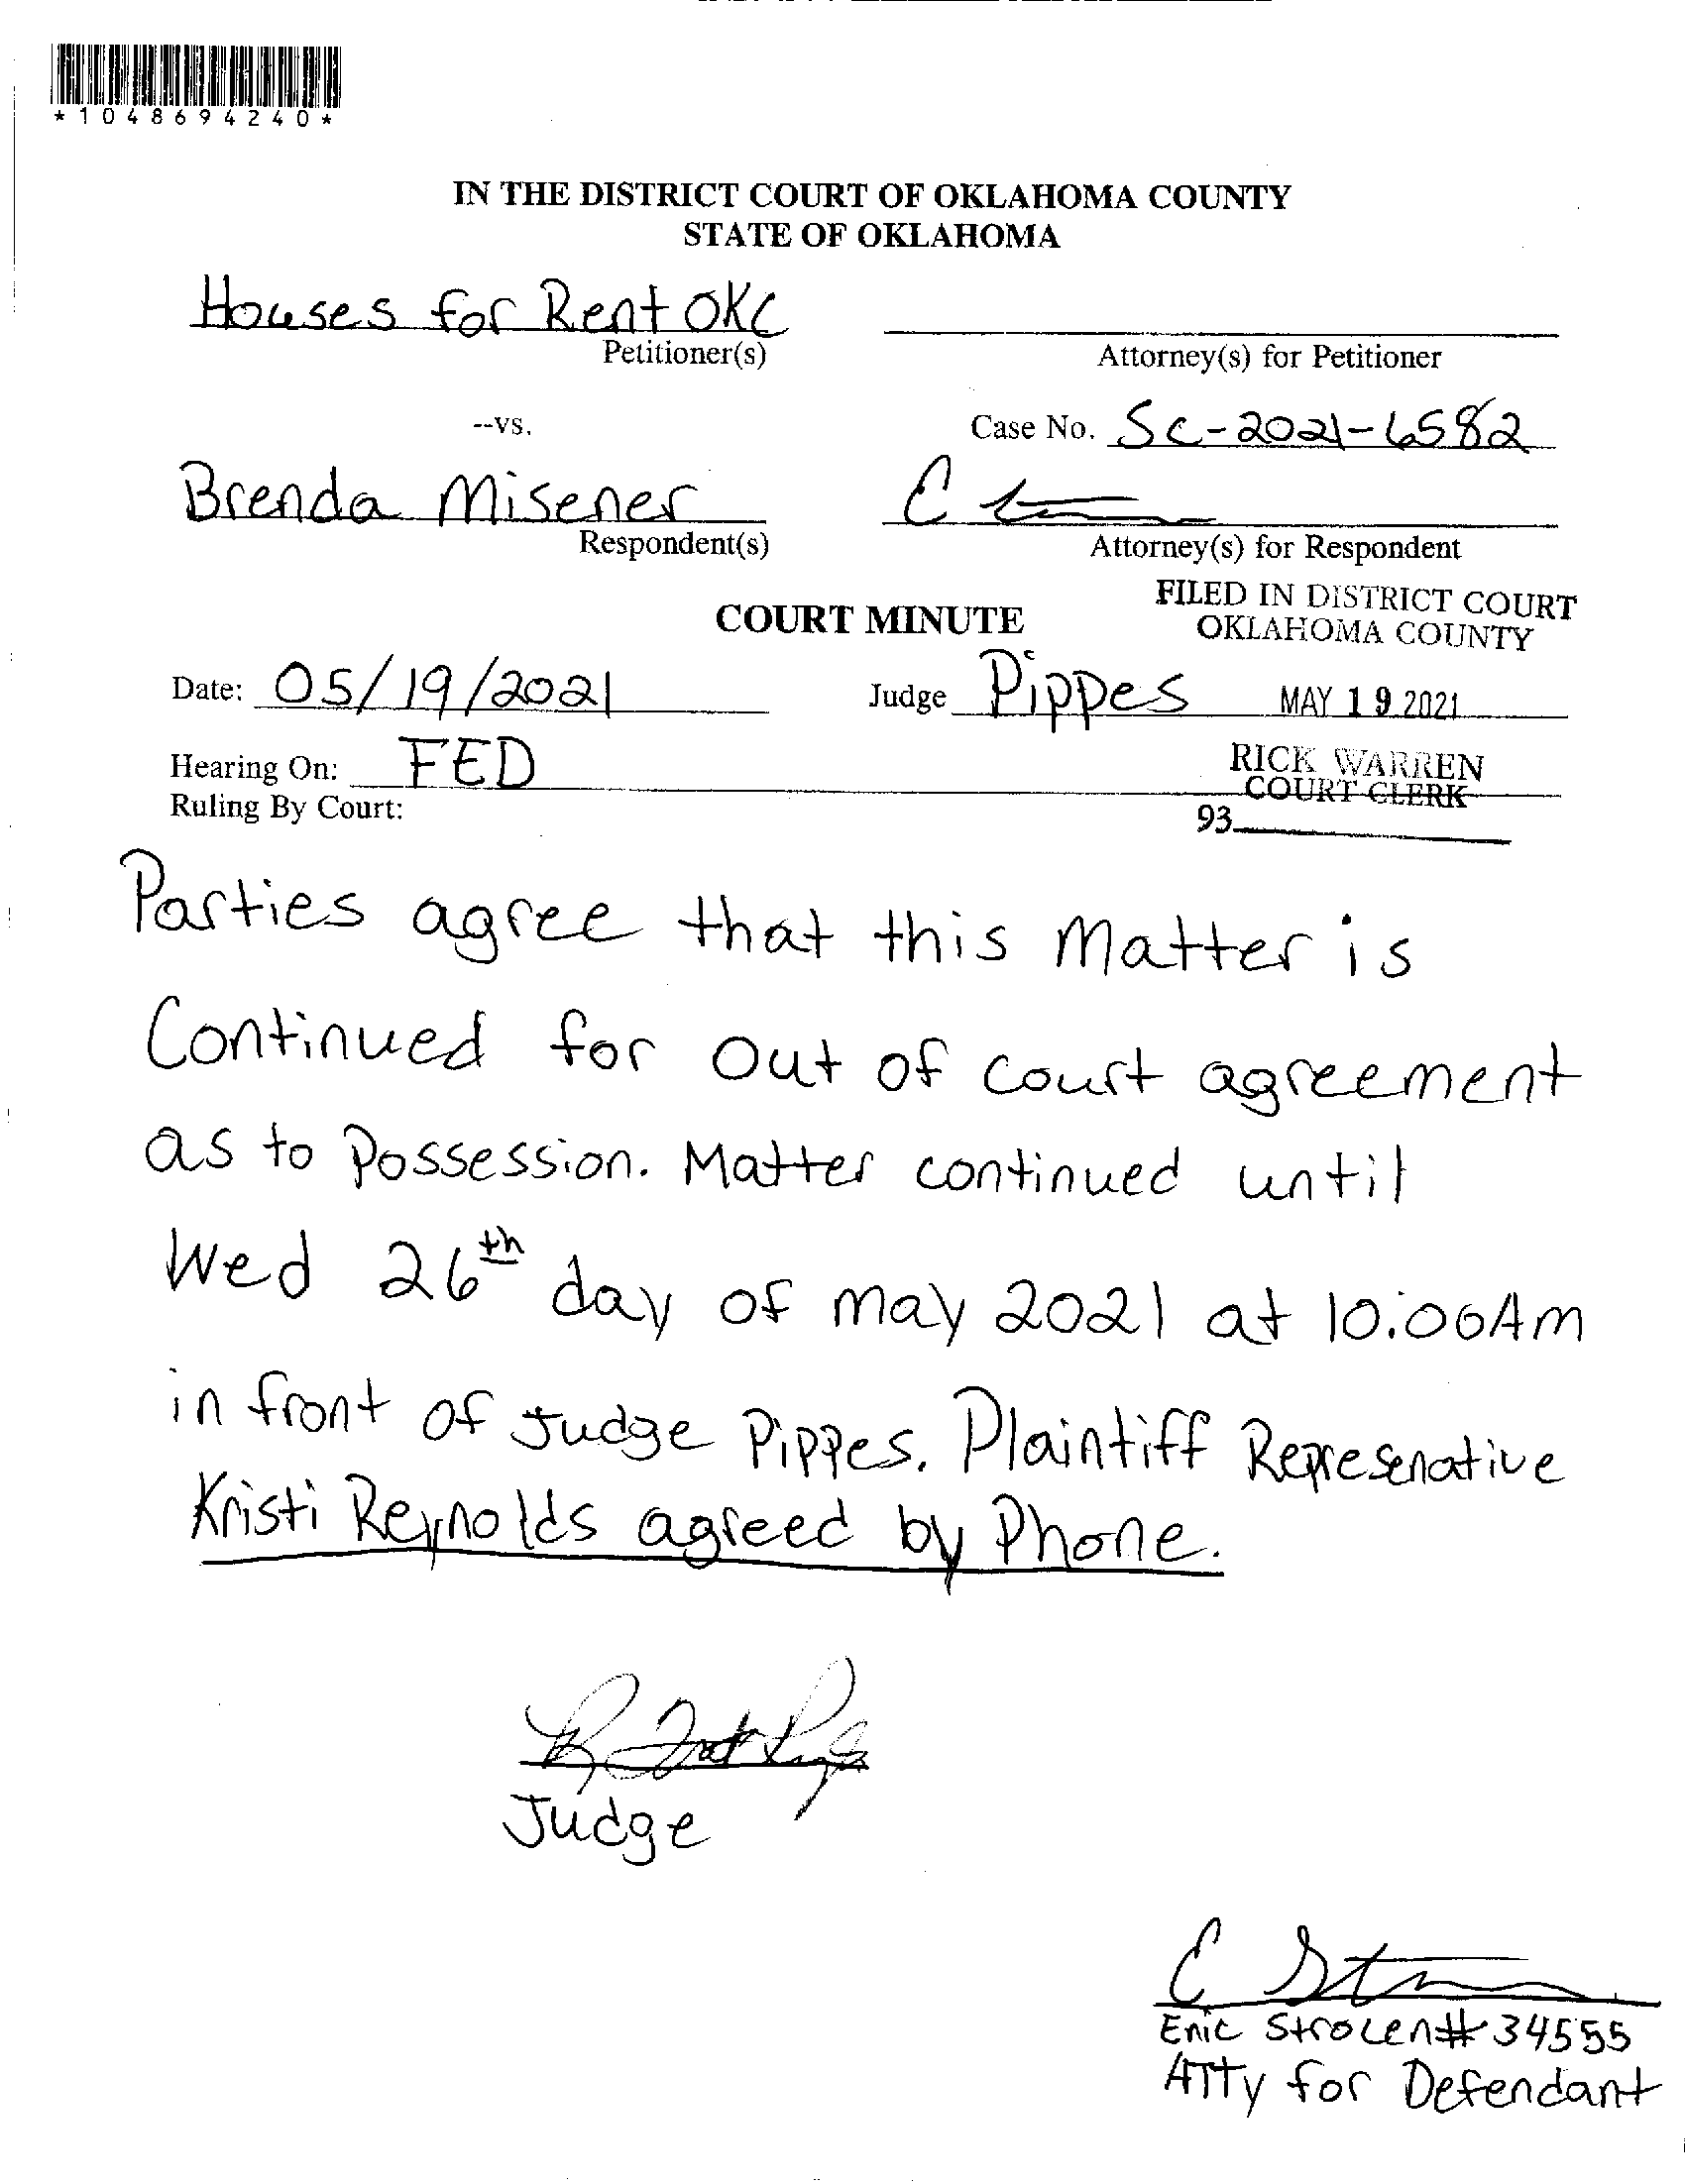 *1048694240*
IN THE DISTRICT COURT OF OKLAHOMA COUNTY
STATE OF OKLAHOMA
Houses for Rent OKC
Petitioner(s)
Attorney(s) for Petitioner
--vs.
Case No. SC-2021-6582
Brenda Misener
Respondent(s)
Attorney(s) for Respondent
FILED IN DISTRICT COURT
OKLAHOMA COUNTY
COURT MINUTE
Date: 05/19/2021
Judge Pippes
MAY 19 2021
Hearing On: FED
RICK WARREN
COURT CLERK
93
Ruling By Court:
Parties agree that this Matter is
Continued for out of court agreement
as to Possession. Matter continued until
Wed 26th day of may 2021 at 10:00AM
in front of Judge Pippes. Plaintiff Represenative
Kristi Reynolds agreed by Phone.
Judge
Eric Strocen # 34555
ATTy for Defendant